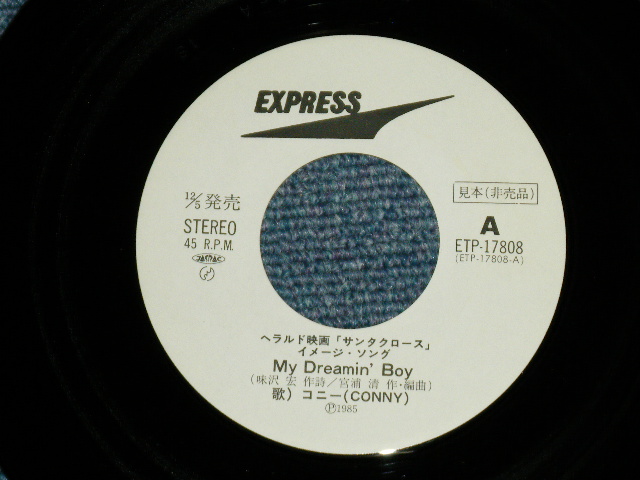 EXPRESS
12/5 発売
STEREO
45 R.P.M.
JASRAC
見本(非売品)
A
ETP-17808
(ETP-17808-A)
ヘラルド映画「サンタクロース」
イメージ・ソング
My Dreamin' Boy
(味沢 宏 作詩/宮浦 清 作・編曲)
歌) コニー(CONNY)
Ⓟ1985